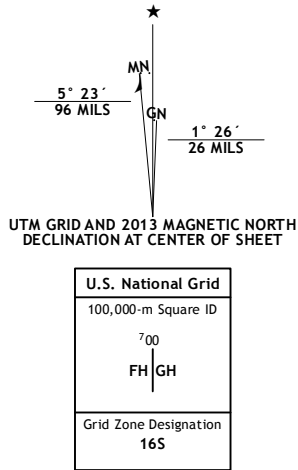 ★
MN
5° 23´
96 MILS
GN
1° 26´
26 MILS
UTM GRID AND 2013 MAGNETIC NORTH
DECLINATION AT CENTER OF SHEET
U.S. National Grid
100,000-m Square ID
⁷00
FH GH
Grid Zone Designation
16S